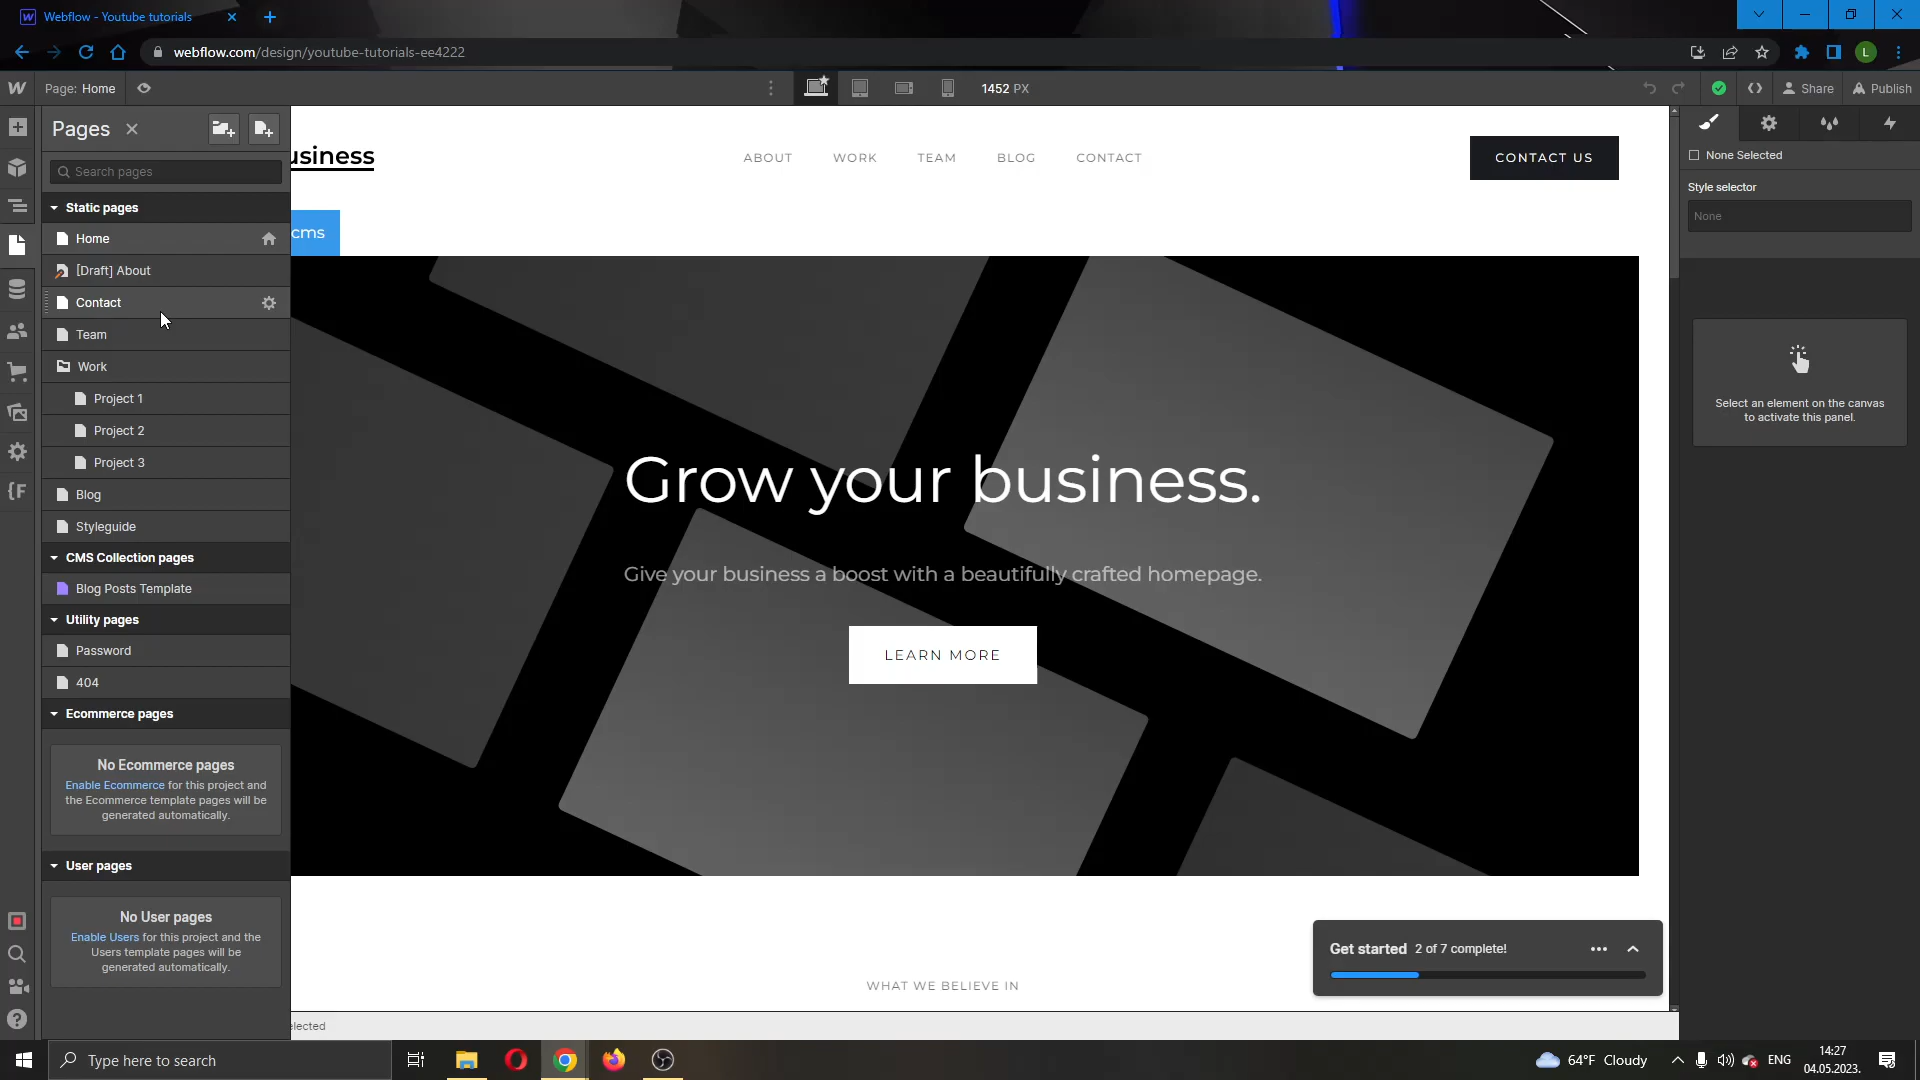 Webflow - Youtube tutorials
webflow.com/design/youtube-tutorials-ee4222
L
Page: Home
1452 PX
Share
Publish
Pages
Search pages
Static pages
Home
[Draft] About
Contact
Team
Work
Project 1
Project 2
Project 3
Blog
Styleguide
CMS Collection pages
Blog Posts Template
Utility pages
Password
404
Ecommerce pages
No Ecommerce pages
Enable Ecommerce for this project and
the Ecommerce template pages will be
generated automatically.
User pages
No User pages
Enable Users for this project and the
Users template pages will be
generated automatically.
usiness
ABOUT
WORK
TEAM
BLOG
CONTACT
CONTACT US
cms
Grow your business.
Give your business a boost with a beautifully crafted homepage.
LEARN MORE
WHAT WE BELIEVE IN
Get started 2 of 7 complete!
elected
None Selected
Style selector
None
Select an element on the canvas
to activate this panel.
Type here to search
64°F Cloudy
ENG
14:27
04.05.2023.